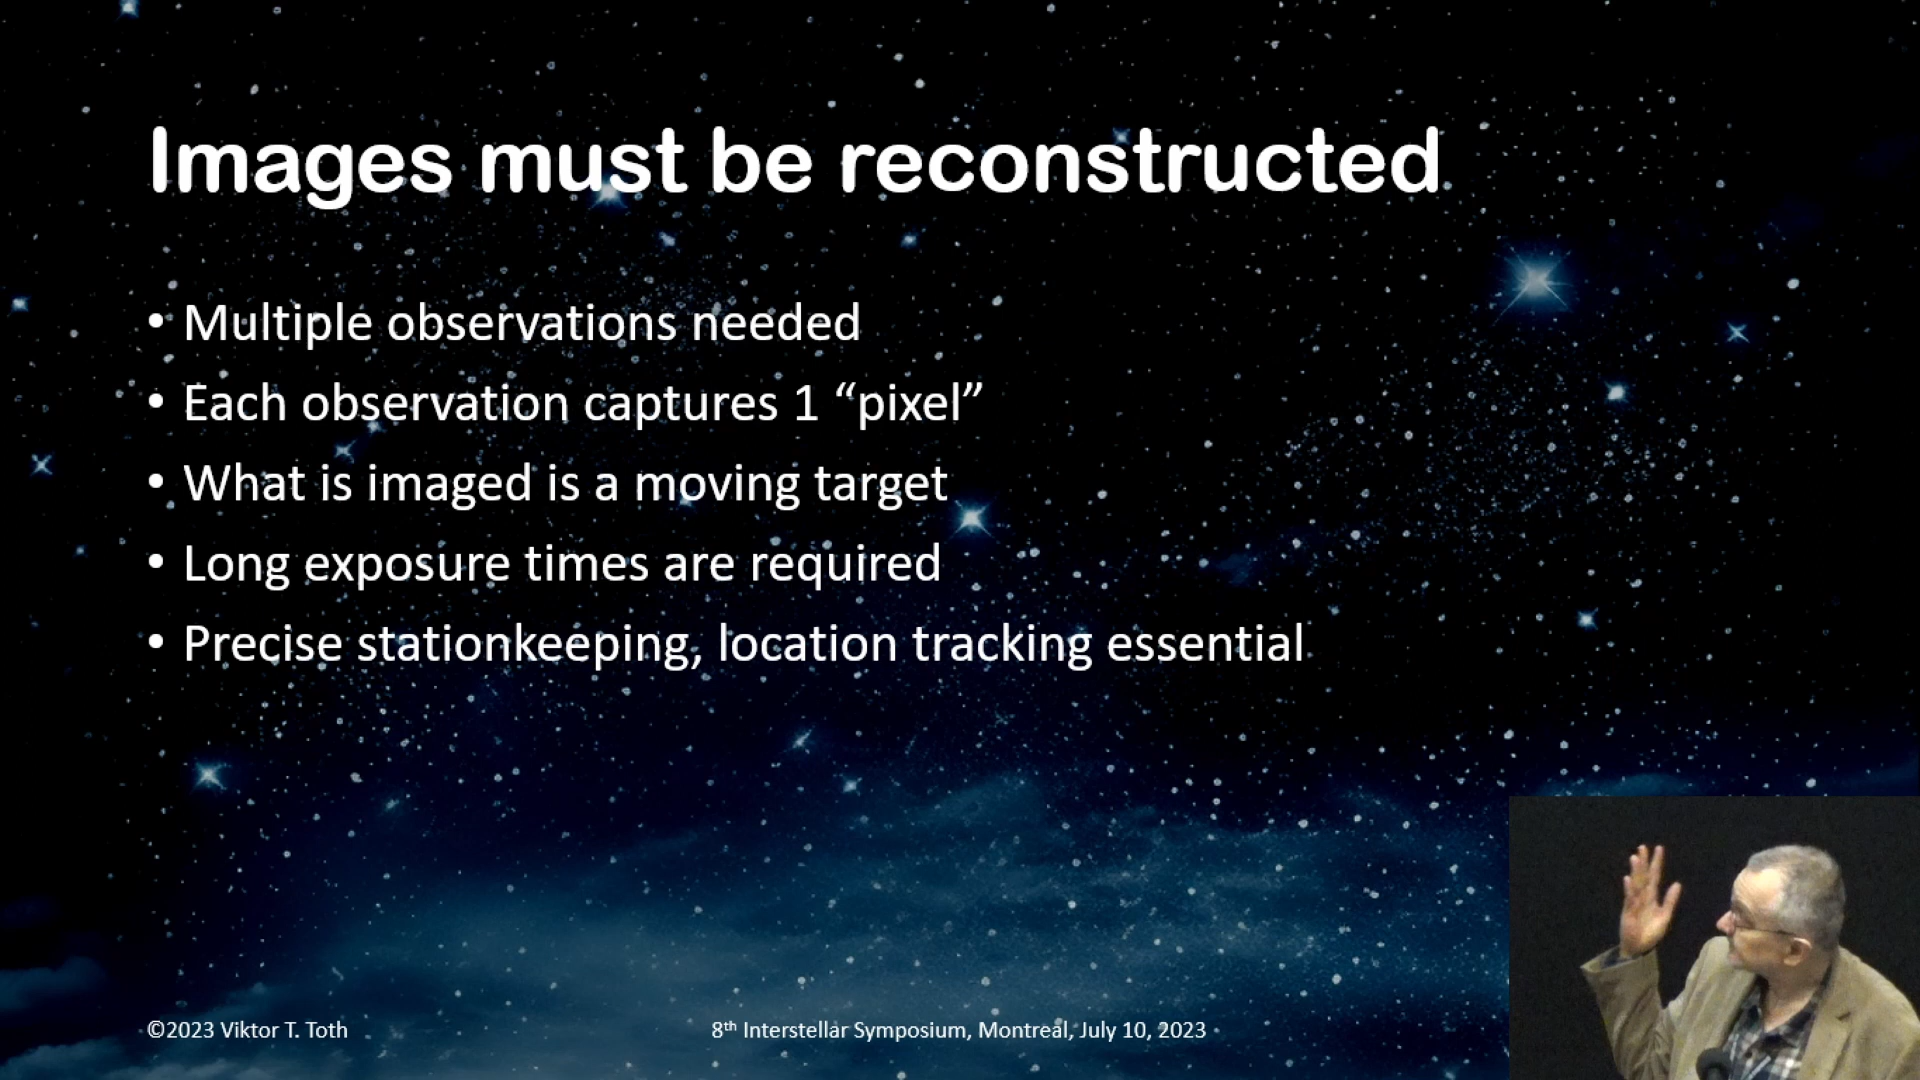 Images must be reconstructed
• Multiple observations needed
• Each observation captures 1 “pixel”
• What is imaged is a moving target
• Long exposure times are required
• Precise stationkeeping, location tracking essential
©2023 Viktor T. Toth
8th Interstellar Symposium, Montreal, July 10, 2023